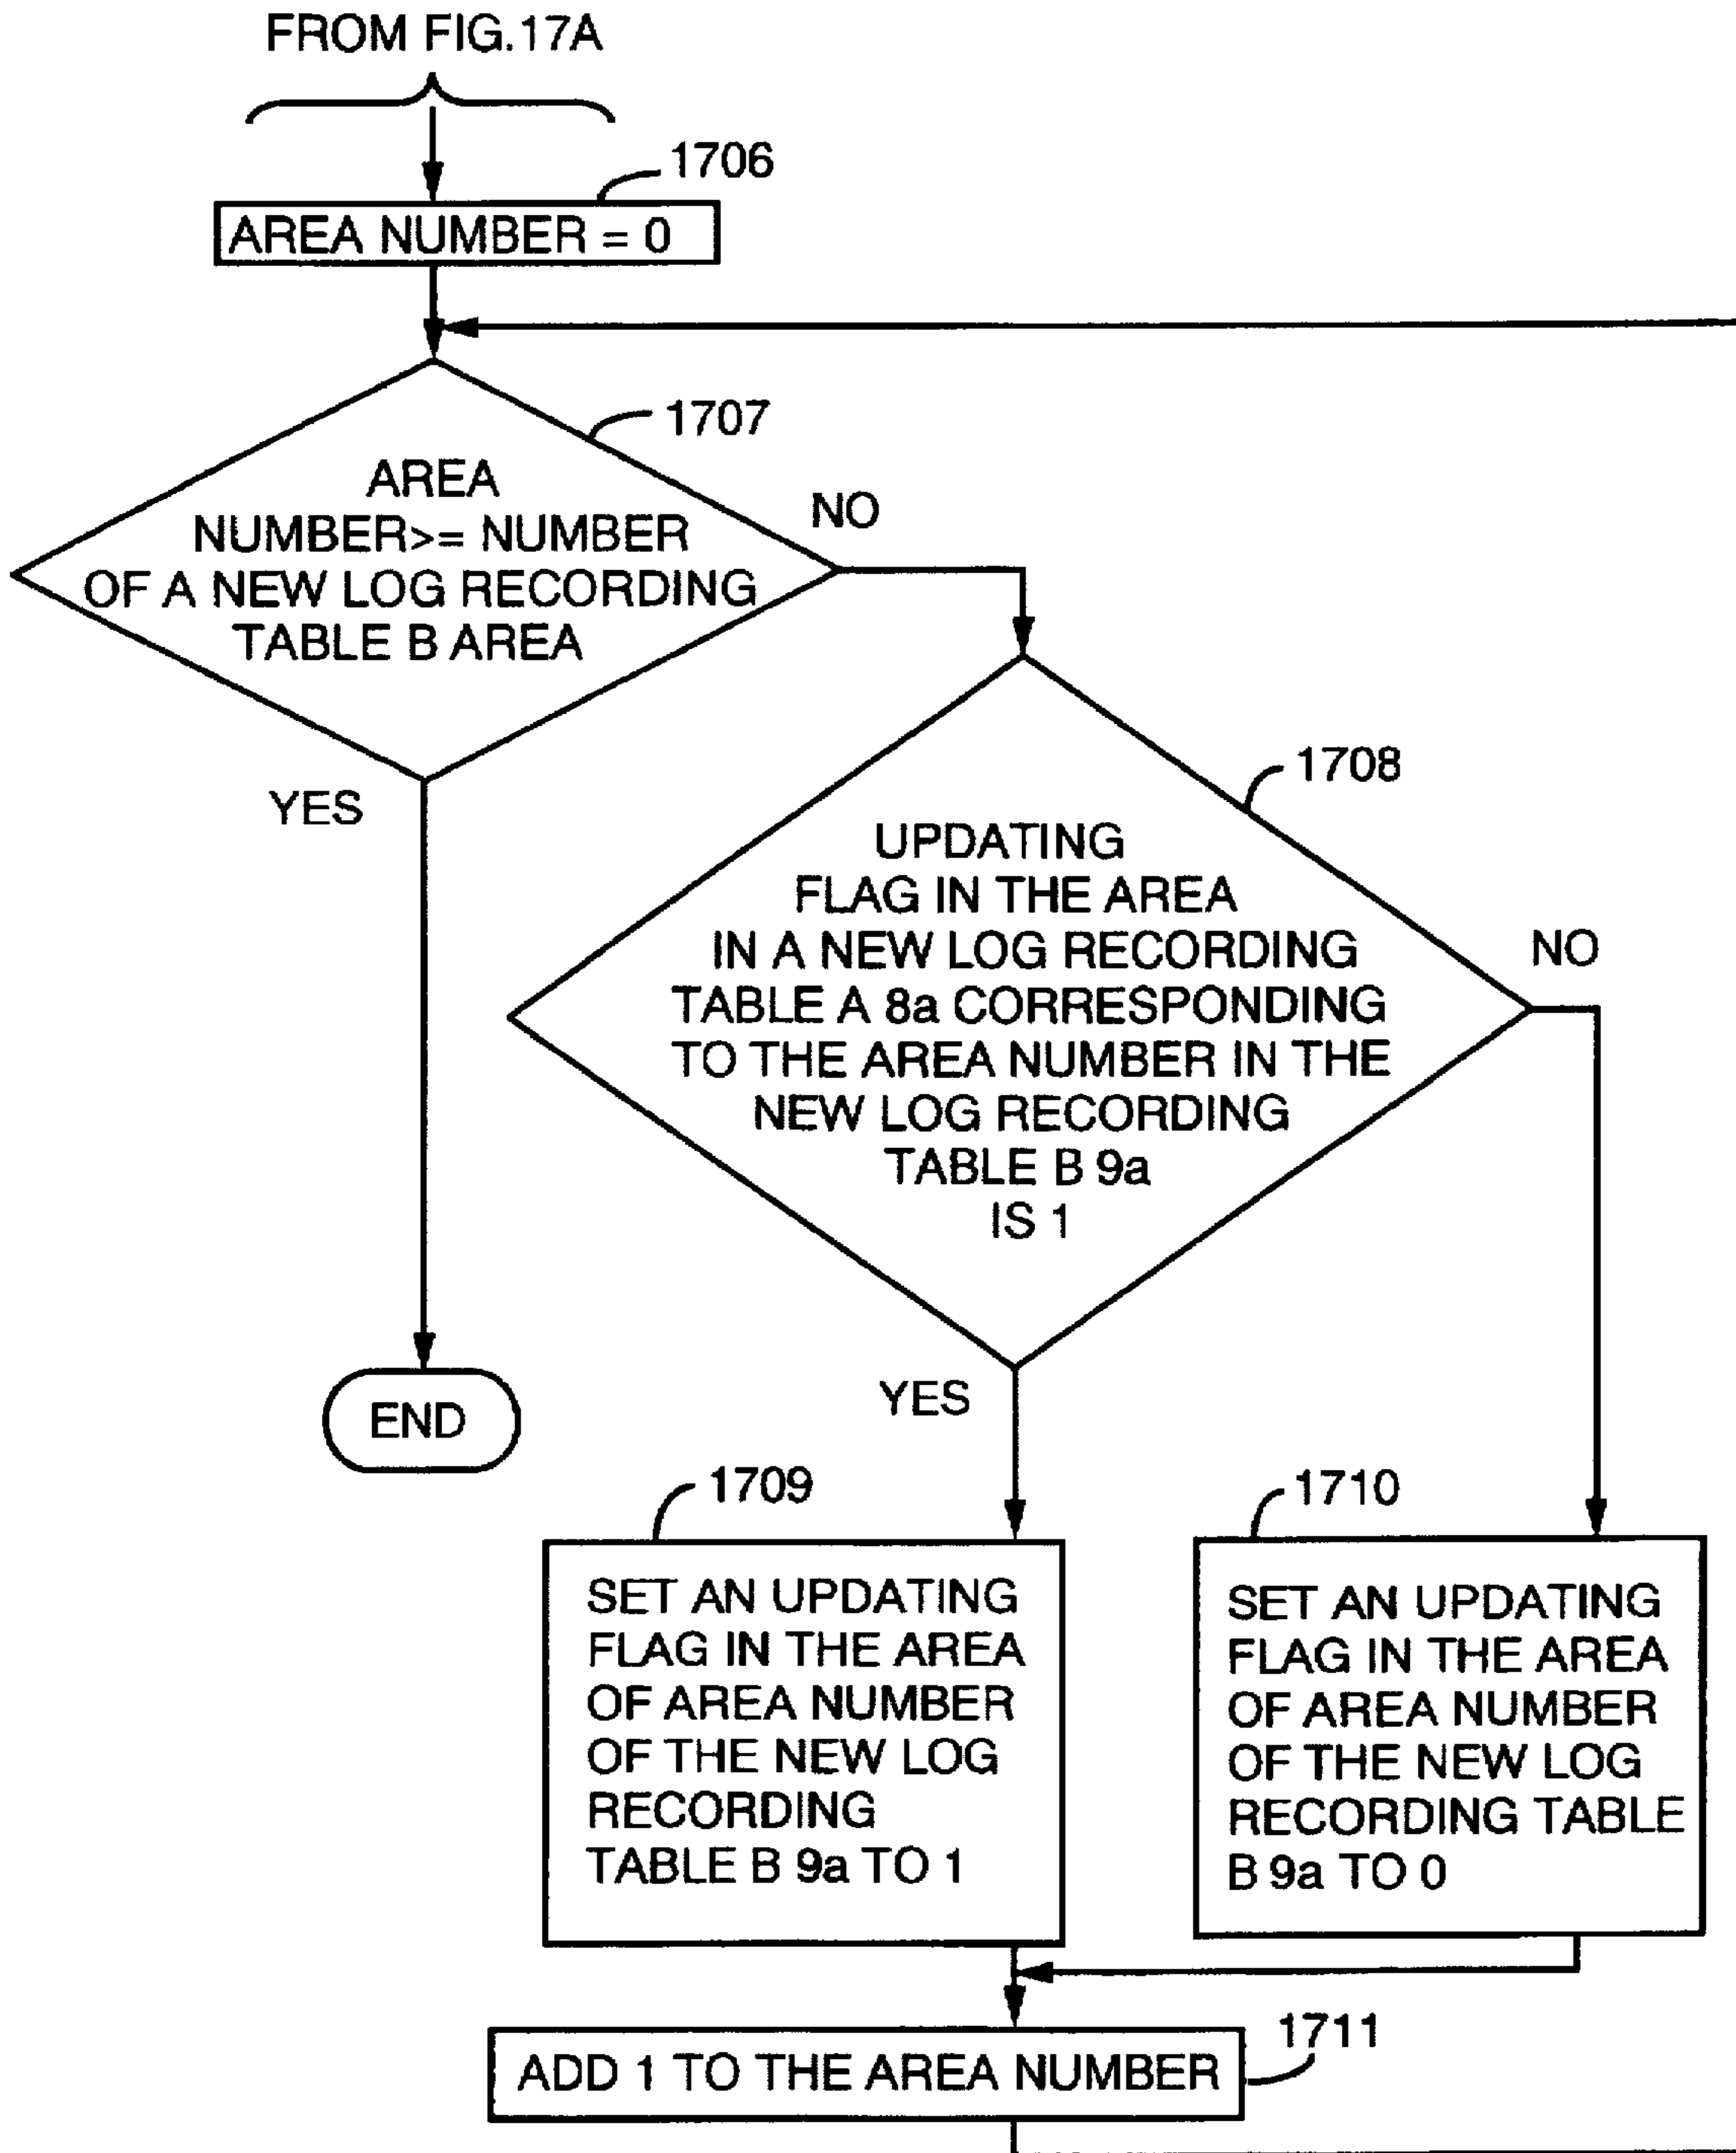 FROM FIG.17A
1706
AREA NUMBER = 0
1707
AREA
NUMBER>= NUMBER
OF A NEW LOG RECORDING
TABLE B AREA
NO
YES
1708
UPDATING
FLAG IN THE AREA
IN A NEW LOG RECORDING
TABLE A 8a CORRESPONDING
TO THE AREA NUMBER IN THE
NEW LOG RECORDING
TABLE B 9a
IS 1
NO
YES
END
1709
SET AN UPDATING
FLAG IN THE AREA
OF AREA NUMBER
OF THE NEW LOG
RECORDING
TABLE B 9a TO 1
1710
SET AN UPDATING
FLAG IN THE AREA
OF AREA NUMBER
OF THE NEW LOG
RECORDING TABLE
B 9a TO 0
1711
ADD 1 TO THE AREA NUMBER